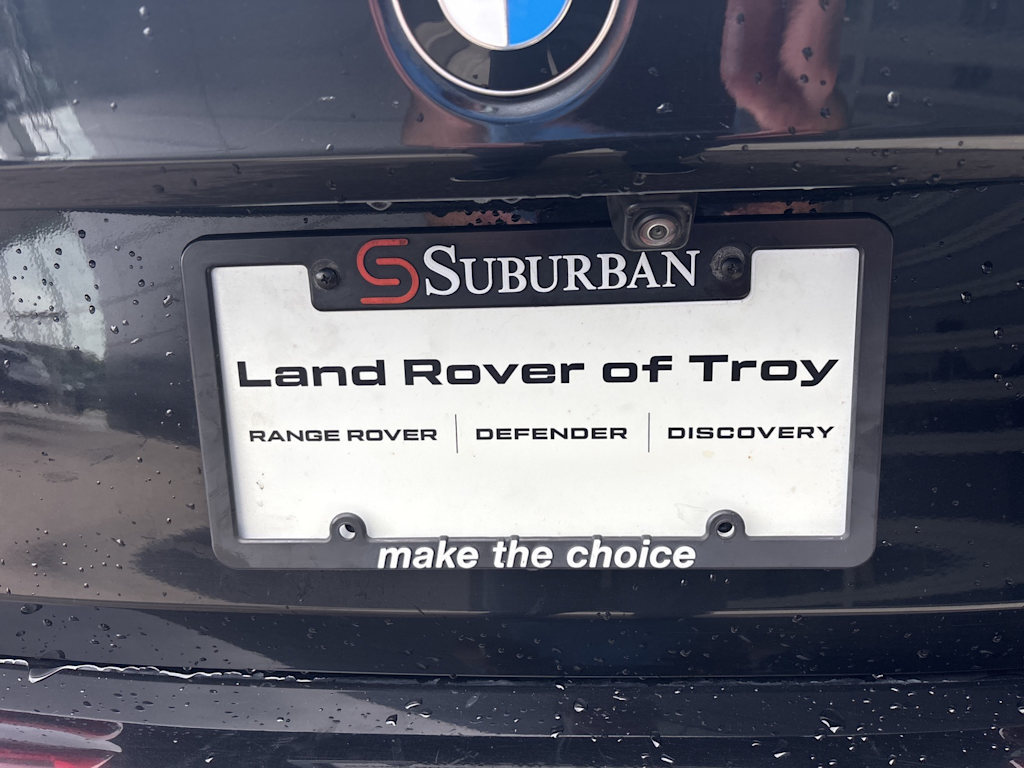 SUBURBAN
Land Rover of Troy
RANGE ROVER | DEFENDER | DISCOVERY
make the choice